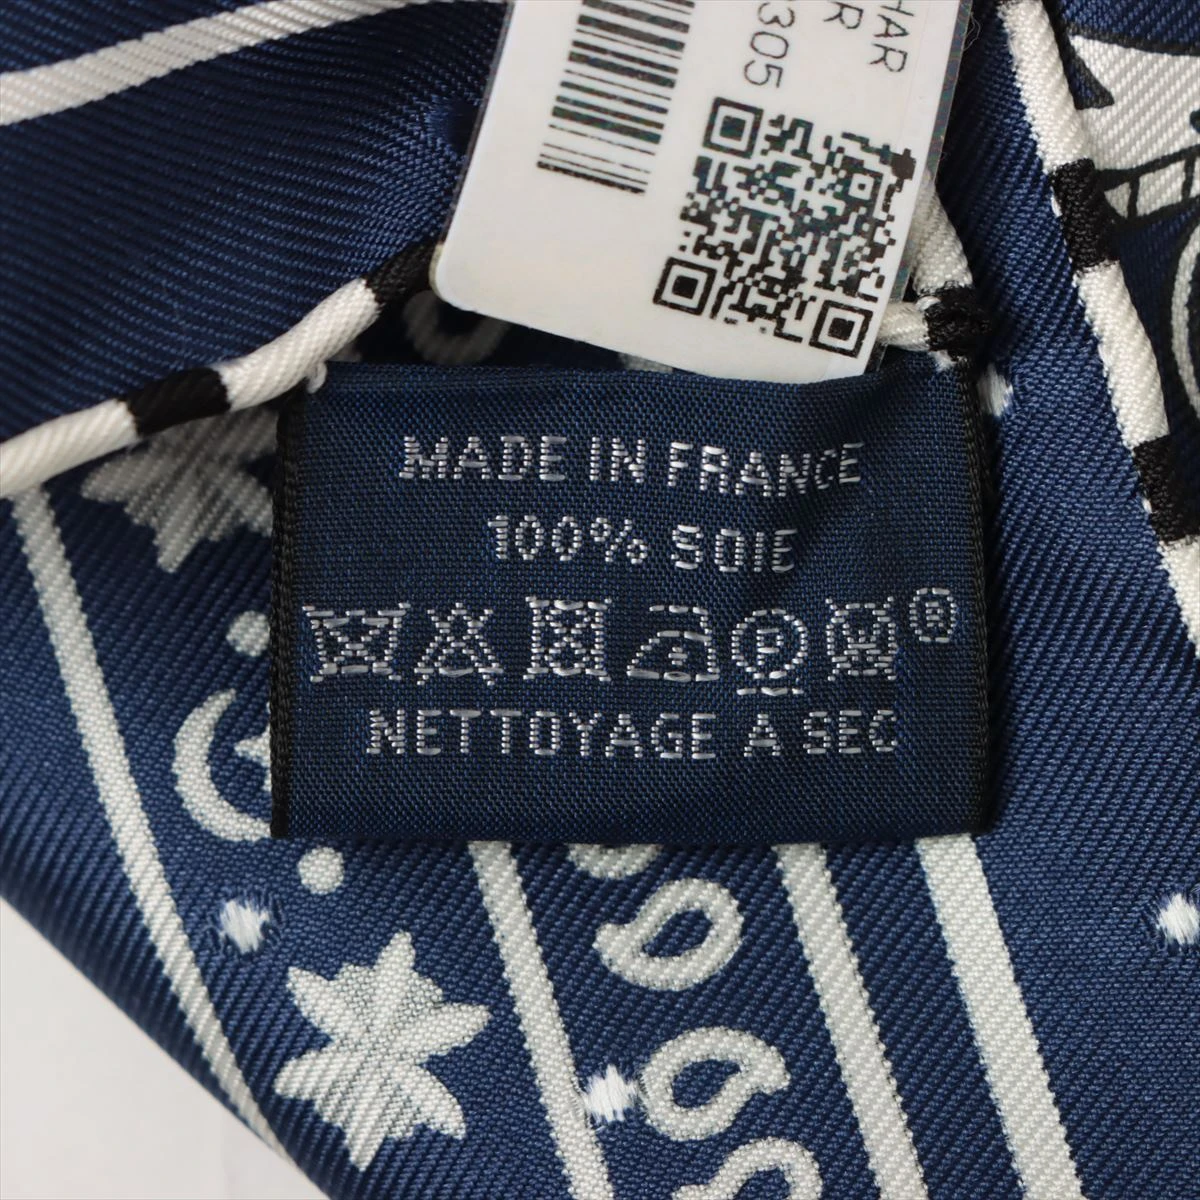 HAR
R
305
MADE IN FRANCE
100% SOIE
P W ®
NETTOYAGE A SEC